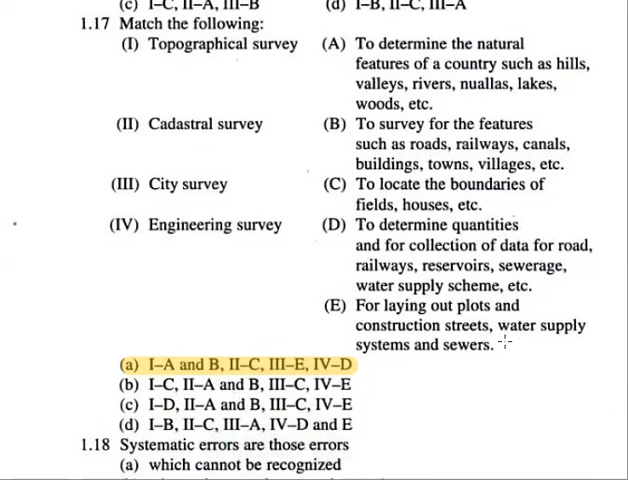 (c) I–C, II–A, III–B (d) I–B, II–C, III–A
1.17 Match the following:
(I) Topographical survey (A) To determine the natural
features of a country such as hills,
valleys, rivers, nuallas, lakes,
woods, etc.
(II) Cadastral survey (B) To survey for the features
such as roads, railways, canals,
buildings, towns, villages, etc.
(III) City survey (C) To locate the boundaries of
fields, houses, etc.
(IV) Engineering survey (D) To determine quantities
and for collection of data for road,
railways, reservoirs, sewerage,
water supply scheme, etc.
(E) For laying out plots and
construction streets, water supply
systems and sewers.
(a) I–A and B, II–C, III–E, IV–D
(b) I–C, II–A and B, III–C, IV–E
(c) I–D, II–A and B, III–C, IV–E
(d) I–B, II–C, III–A, IV–D and E
1.18 Systematic errors are those errors
(a) which cannot be recognized